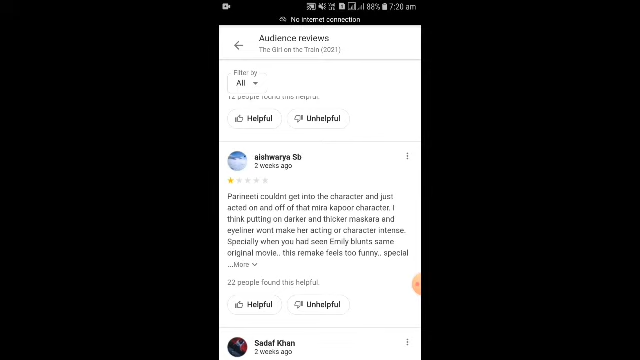 88% 7:20 am
No internet connection
Audience reviews
The Girl on the Train (2021)
Filter by
All
12 people found this helpful.
Helpful
Unhelpful
aishwarya Sb
2 weeks ago
Parineeti couldnt get into the character and just
acted on and off of that mira kapoor character. I
think putting on darker and thicker maskara and
eyeliner wont make her acting or character intense.
Specially when you had seen Emily blunts same
original movie.. this remake feels too funny.. special
...More
22 people found this helpful.
Helpful
Unhelpful
Sadaf Khan
2 weeks ago